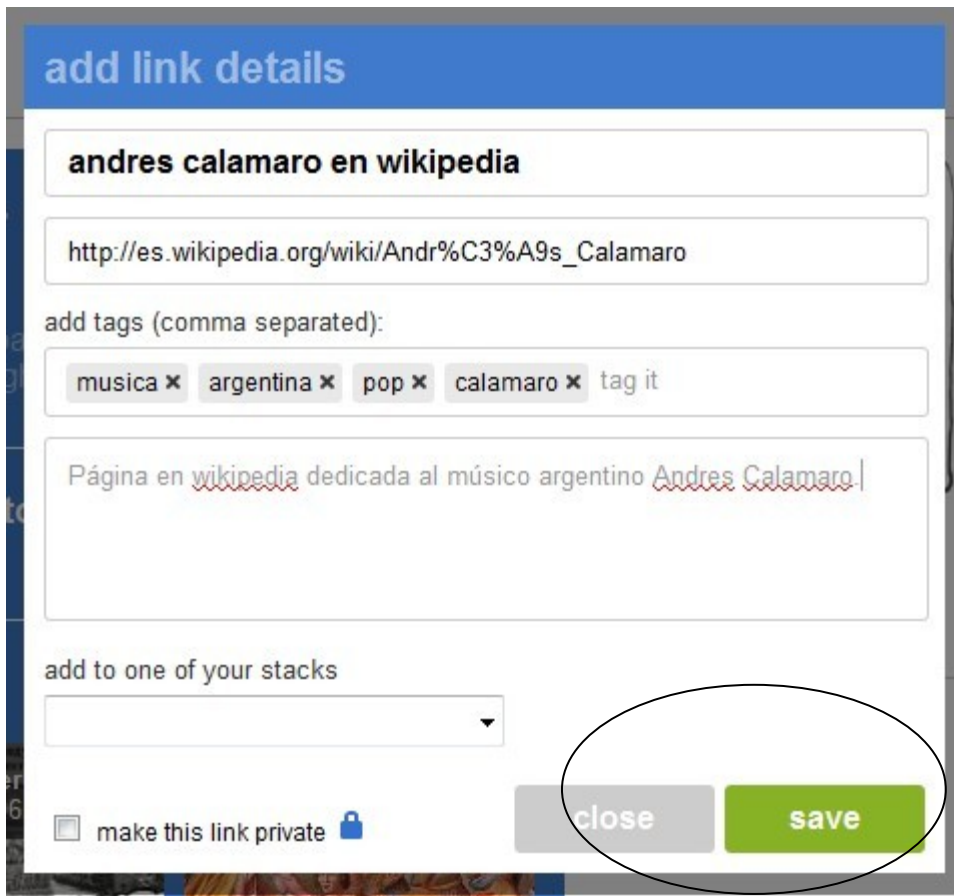 add link details
andres calamaro en wikipedia
http://es.wikipedia.org/wiki/Andr%C3%A9s_Calamaro
add tags (comma separated):
musica × argentina × pop × calamaro × tag it
Página en wikipedia dedicada al músico argentino Andres Calamaro.
add to one of your stacks
make this link private close save